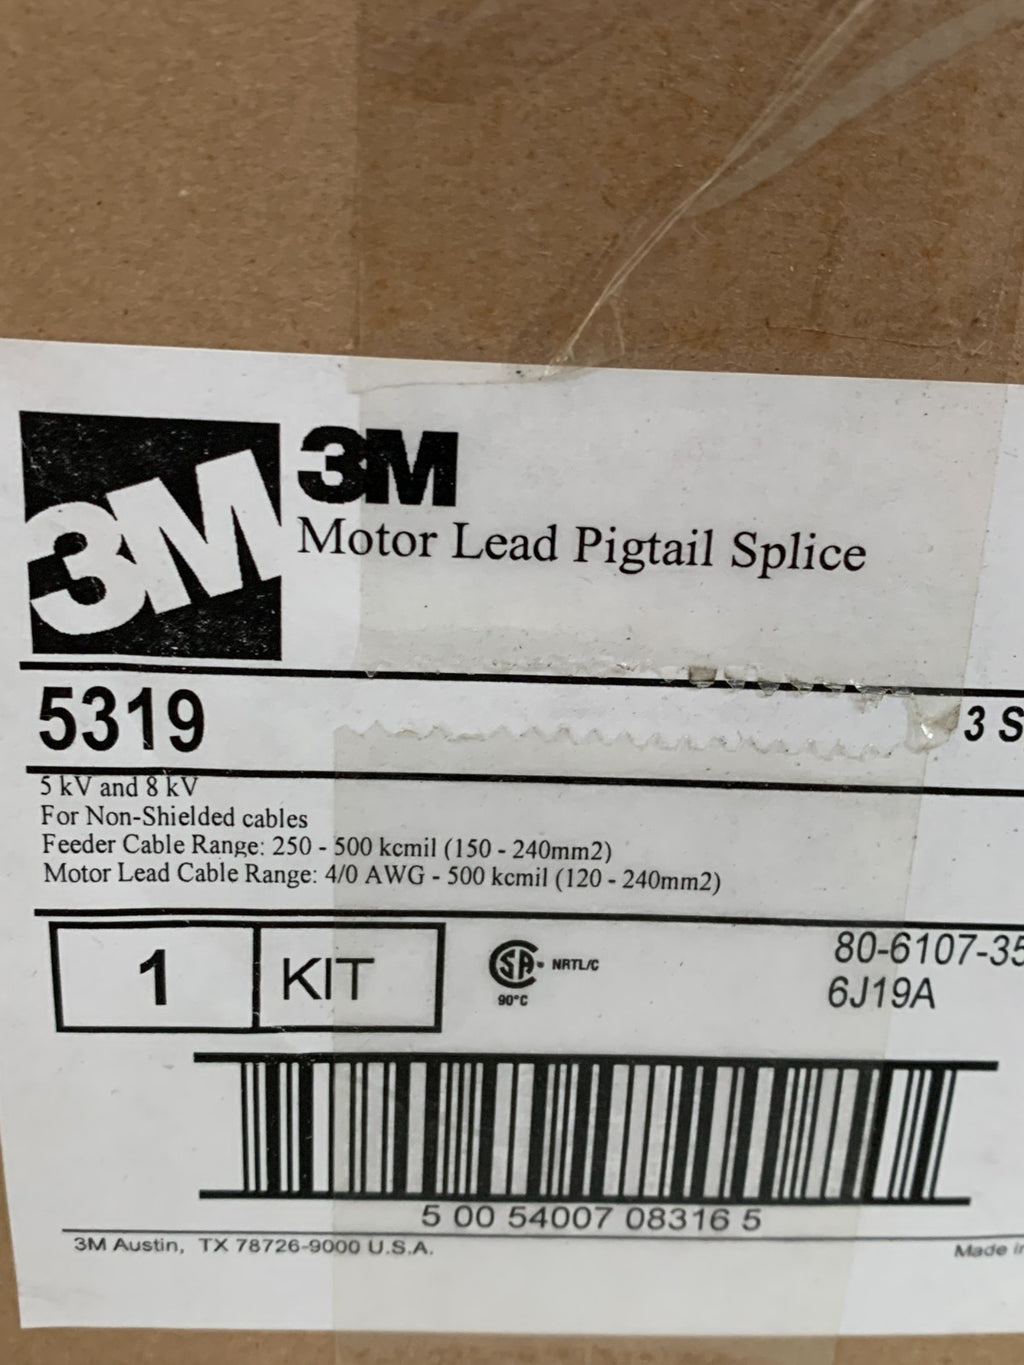 3M
3M
Motor Lead Pigtail Splice
5319
3 S
5 kV and 8 kV
For Non-Shielded cables
Feeder Cable Range: 250 - 500 kcmil (150 - 240mm2)
Motor Lead Cable Range: 4/0 AWG - 500 kcmil (120 - 240mm2)
1 KIT
SA NRTL/C
90°C
80-6107-35
6J19A
5 00 54007 08316 5
3M Austin, TX 78726-9000 U.S.A.
Made in